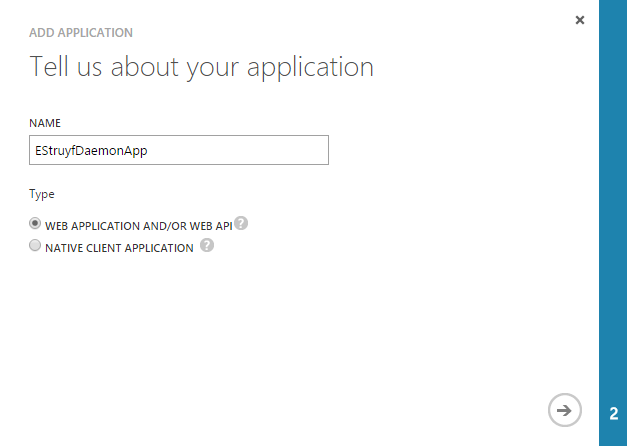 ADD APPLICATION
Tell us about your application
NAME
EStruyfDaemonApp
Type
WEB APPLICATION AND/OR WEB API ?
NATIVE CLIENT APPLICATION ?
2